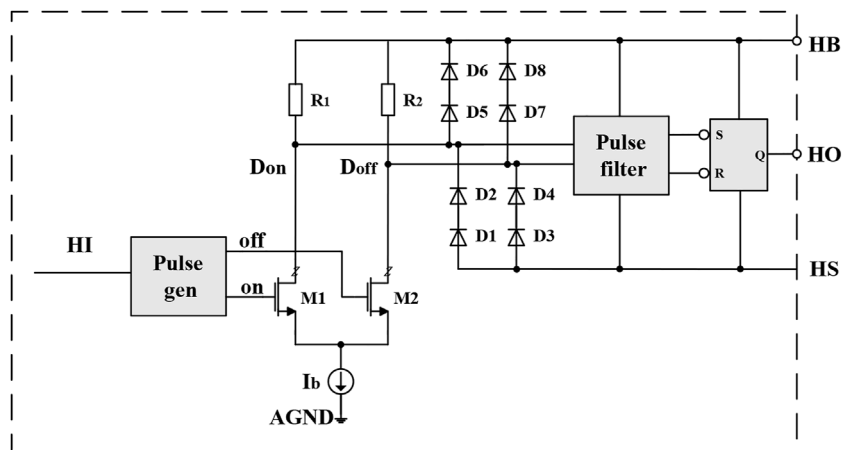 HB
D6 D8
R1 R2
D5 D7
Pulse
filter
S
Q
R
HO
Don Doff
D2 D4
D1 D3
HS
HI
Pulse
gen
off
on
M1 M2
Ib
AGND